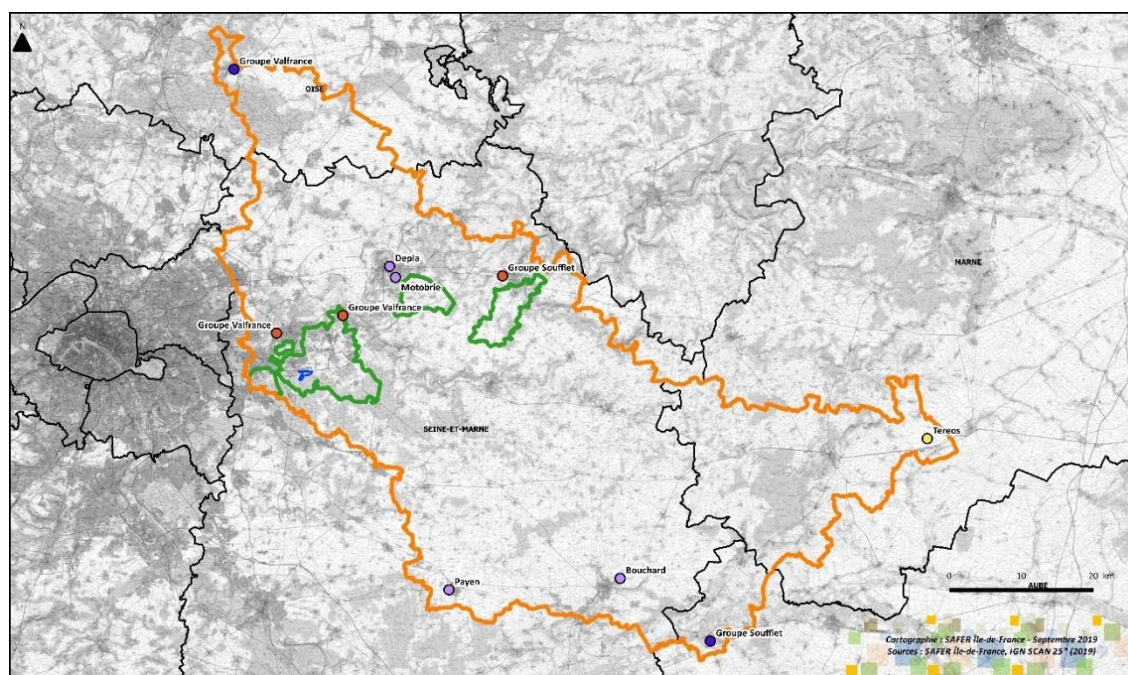 N
Groupe Valfrance
OISE
Depla
Motobrie
Groupe Soufflet
MARNE
Groupe Valfrance
Groupe Valfrance
SEINE-ET-MARNE
Tereos
Bouchard
Payen
0 10 20 km
AUBE
Groupe Soufflet
Cartographie : SAFER Île-de-France - Septembre 2019
Sources : SAFER Île-de-France, IGN SCAN 25® (2019)